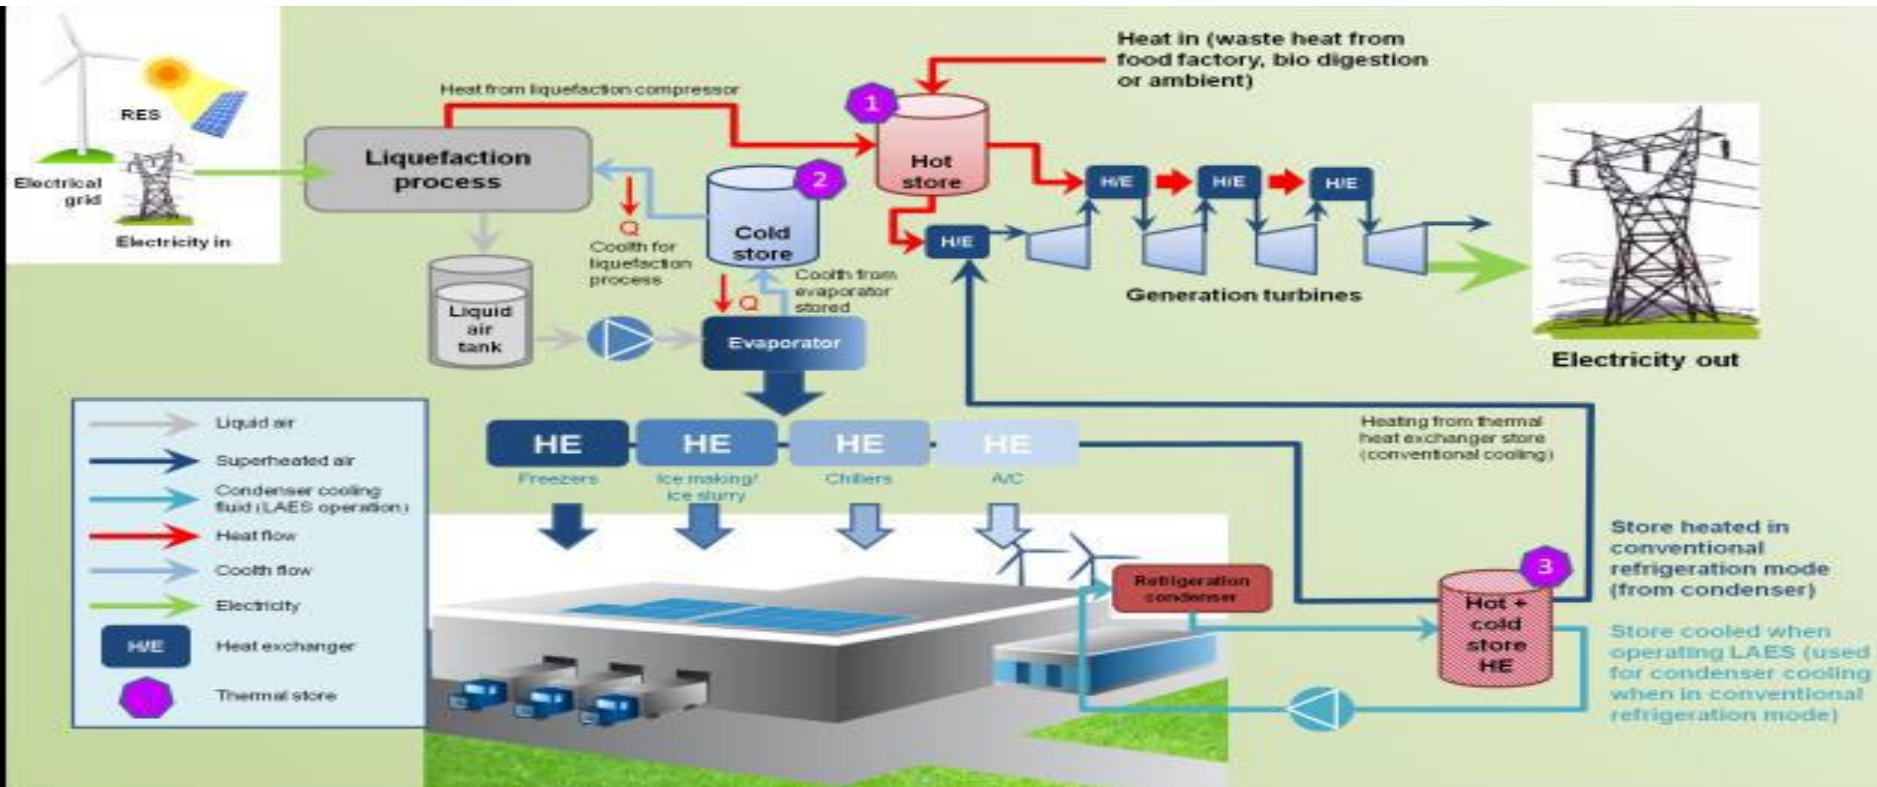 RES
Electrical
grid
Electricity in
Heat from liquefaction compressor
Liquefaction
process
Heat in (waste heat from
food factory, bio digestion
or ambient)
1
Hot
store
2
Cold
store
Q
Coolth for
liquefaction
process
Q
Coolth from
evaporator
stored
H/E
H/E
H/E
H/E
Generation turbines
Electricity out
Liquid
air
tank
Evaporator
HE
HE
HE
HE
Freezers
Ice making/
ice slurry
Chillers
A/C
Heating from thermal
heat exchanger store
(conventional cooling)
Liquid air
Superheated air
Condenser cooling
fluid (LAES operation)
Heat flow
Coolth flow
Electricity
H/E
Heat exchanger
Thermal store
Refrigeration
condenser
3
Hot +
cold
store
HE
Store heated in
conventional
refrigeration mode
(from condenser)
Store cooled when
operating LAES (used
for condenser cooling
when in conventional
refrigeration mode)